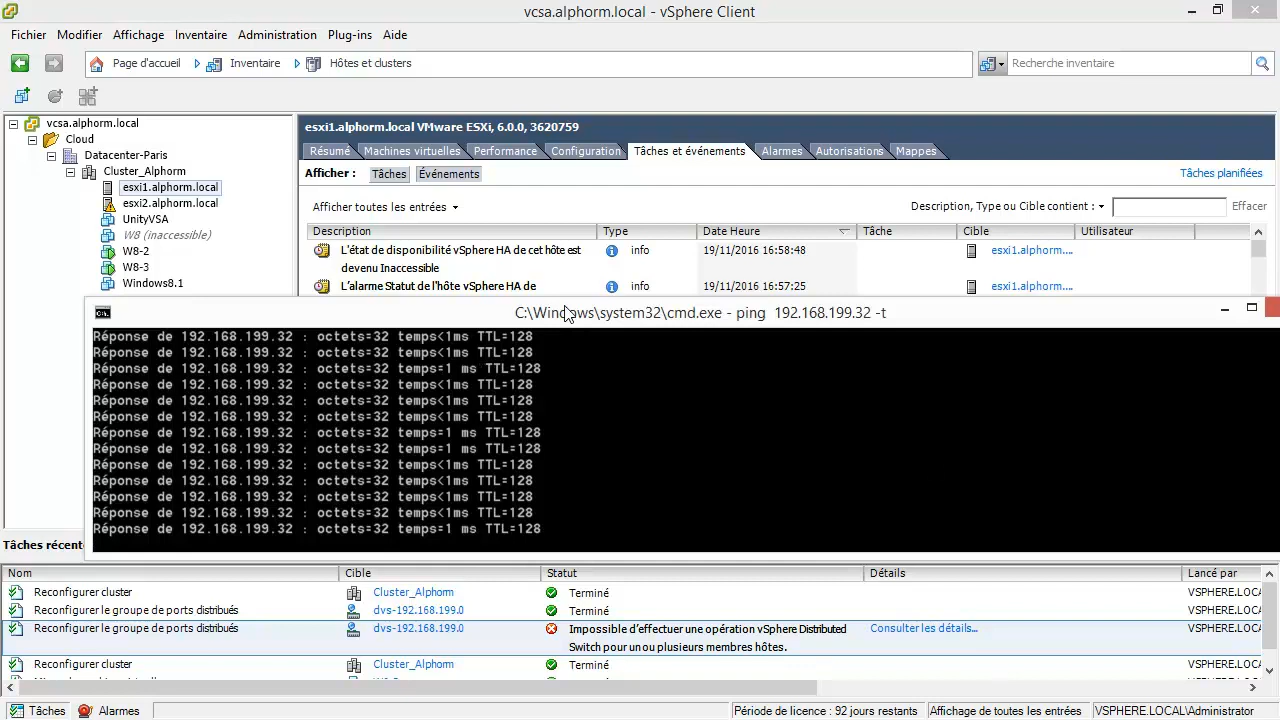 vcsa.alphorm.local - vSphere Client
Fichier Modifier Affichage Inventaire Administration Plug-ins Aide
Page d'accueil Inventaire Hôtes et clusters Recherche inventaire
vcsa.alphorm.local
Cloud
Datacenter-Paris
Cluster_Alphorm
esxi1.alphorm.local
esxi2.alphorm.local
UnityVSA
W8 (inaccessible)
W8-2
W8-3
Windows8.1
esxi1.alphorm.local VMware ESXi, 6.0.0, 3620759
Résumé Machines virtuelles Performance Configuration Tâches et événements Alarmes Autorisations Mappes
Afficher : Tâches Événements Tâches planifiées
Afficher toutes les entrées Description, Type ou Cible contient : Effacer
Description Type Date Heure Tâche Cible Utilisateur
L'état de disponibilité vSphere HA de cet hôte est info 19/11/2016 16:58:48 esxi1.alphorm....
devenu Inaccessible
L'alarme Statut de l'hôte vSphere HA de info 19/11/2016 16:57:25 esxi1.alphorm....
C:\Windows\system32\cmd.exe - ping 192.168.199.32 -t
Réponse de 192.168.199.32 : octets=32 temps<1ms TTL=128
Réponse de 192.168.199.32 : octets=32 temps<1ms TTL=128
Réponse de 192.168.199.32 : octets=32 temps=1 ms TTL=128
Réponse de 192.168.199.32 : octets=32 temps<1ms TTL=128
Réponse de 192.168.199.32 : octets=32 temps<1ms TTL=128
Réponse de 192.168.199.32 : octets=32 temps<1ms TTL=128
Réponse de 192.168.199.32 : octets=32 temps=1 ms TTL=128
Réponse de 192.168.199.32 : octets=32 temps=1 ms TTL=128
Réponse de 192.168.199.32 : octets=32 temps<1ms TTL=128
Réponse de 192.168.199.32 : octets=32 temps<1ms TTL=128
Réponse de 192.168.199.32 : octets=32 temps<1ms TTL=128
Réponse de 192.168.199.32 : octets=32 temps<1ms TTL=128
Réponse de 192.168.199.32 : octets=32 temps=1 ms TTL=128
Tâches récent
Nom Cible Statut Détails Lancé par
Reconfigurer cluster Cluster_Alphorm Terminé VSPHERE.LOCA
Reconfigurer le groupe de ports distribués dvs-192.168.199.0 Terminé VSPHERE.LOCA
Reconfigurer le groupe de ports distribués dvs-192.168.199.0 Impossible d'effectuer une opération vSphere Distributed Consulter les détails... VSPHERE.LOCA
Switch pour un ou plusieurs membres hôtes.
Reconfigurer cluster Cluster_Alphorm Terminé VSPHERE.LOCA
Tâches Alarmes Période de licence : 92 jours restants Affichage de toutes les entrées VSPHERE.LOCAL\Administrator